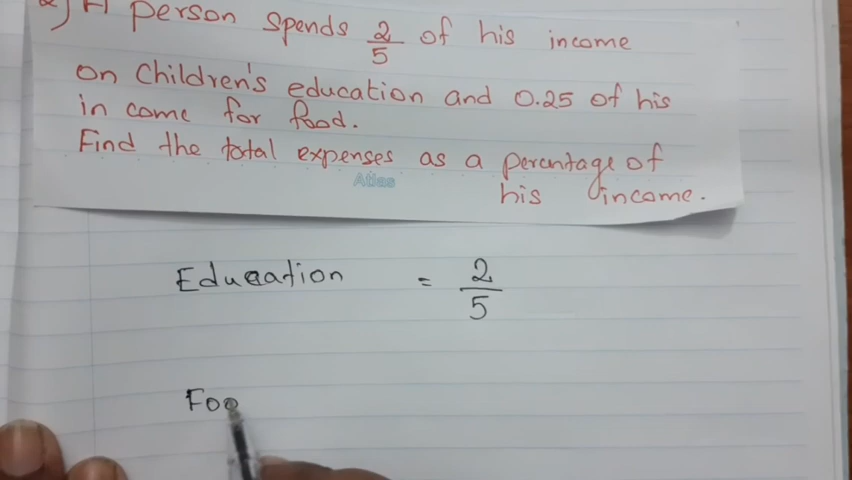 2) A person spends 2/5 of his income
on Children's education and 0.25 of his
in come for food.
Find the total expenses as a percentage of
his income.
Atlas
Education = 2/5
Foo